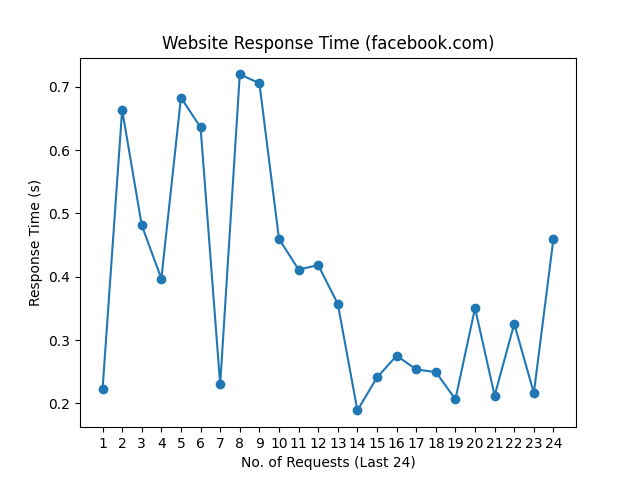 Website Response Time (facebook.com)
0.7
0.6
0.5
0.4
0.3
0.2
Response Time (s)
1 2 3 4 5 6 7 8 9 10 11 12 13 14 15 16 17 18 19 20 21 22 23 24
No. of Requests (Last 24)